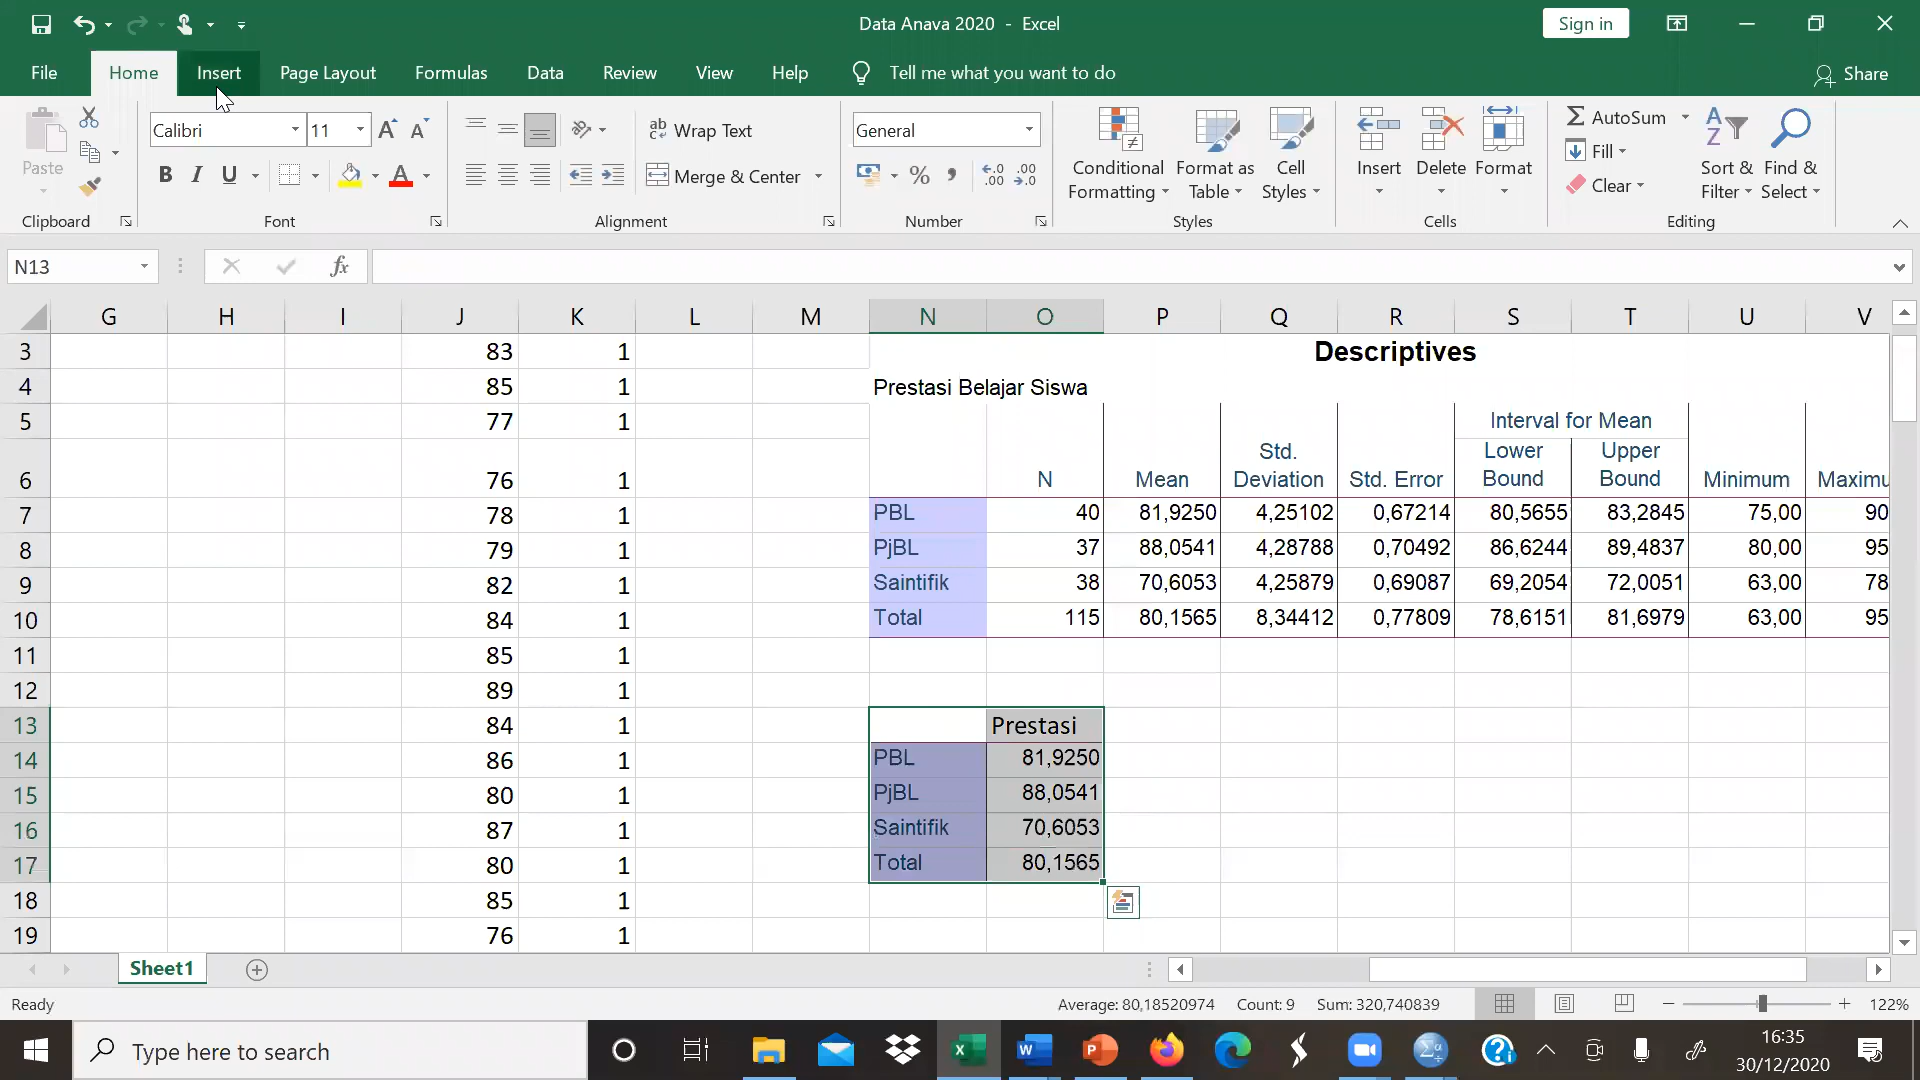 Data Anava 2020 - Excel
Sign in
File Home Insert Page Layout Formulas Data Review View Help Tell me what you want to do Share
Calibri 11 Wrap Text General AutoSum
Paste Conditional Formatting Format as Table Cell Styles Insert Delete Format Fill Sort & Filter Find & Select
B I U A Merge & Center % Clear
Clipboard Font Alignment Number Styles Cells Editing
N13 fx
G H I J K L M N O P Q R S T U V
3 83 1 Descriptives
4 85 1 Prestasi Belajar Siswa
5 77 1 Interval for Mean
6 76 1 N Mean Std. Deviation Std. Error Lower Bound Upper Bound Minimum Maximu
7 78 1 PBL 40 81,9250 4,25102 0,67214 80,5655 83,2845 75,00 90
8 79 1 PjBL 37 88,0541 4,28788 0,70492 86,6244 89,4837 80,00 95
9 82 1 Saintifik 38 70,6053 4,25879 0,69087 69,2054 72,0051 63,00 78
10 84 1 Total 115 80,1565 8,34412 0,77809 78,6151 81,6979 63,00 95
11 85 1
12 89 1
13 84 1 Prestasi
14 86 1 PBL 81,9250
15 80 1 PjBL 88,0541
16 87 1 Saintifik 70,6053
17 80 1 Total 80,1565
18 85 1
19 76 1
Sheet1
Ready Average: 80,18520974 Count: 9 Sum: 320,740839 122%
Type here to search 16:35
30/12/2020